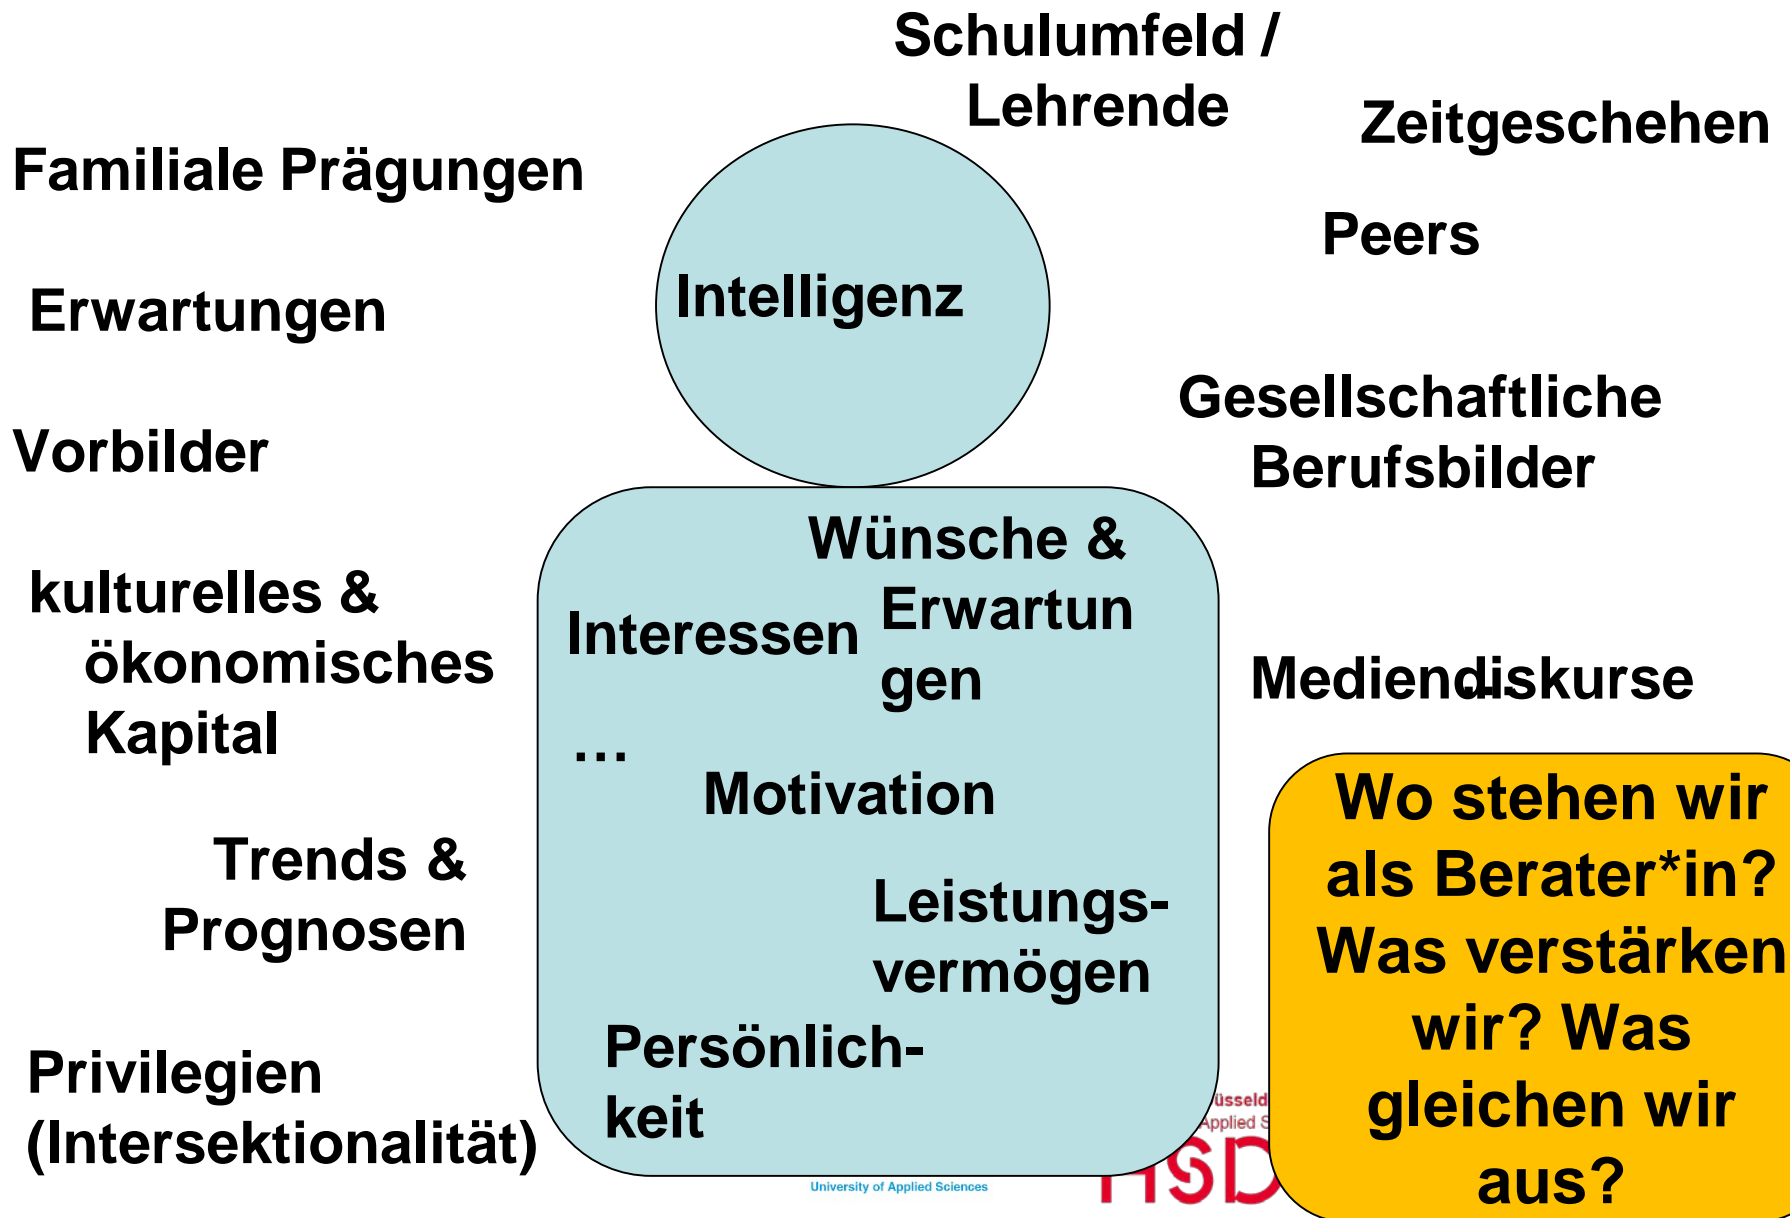 Schulumfeld /
Lehrende
Zeitgeschehen
Familiale Prägungen
Peers
Intelligenz
Erwartungen
Gesellschaftliche
Berufsbilder
Vorbilder
Wünsche &
Erwartun
gen
Interessen
kulturelles &
ökonomisches
Kapital
Mediendiskurse
...
…
Motivation
Trends &
Prognosen
Leistungs-
vermögen
Persönlich-
keit
Privilegien
(Intersektionalität)
Wo stehen wir
als Berater*in?
Was verstärken
wir? Was
gleichen wir
aus?
University of Applied Sciences
HSD